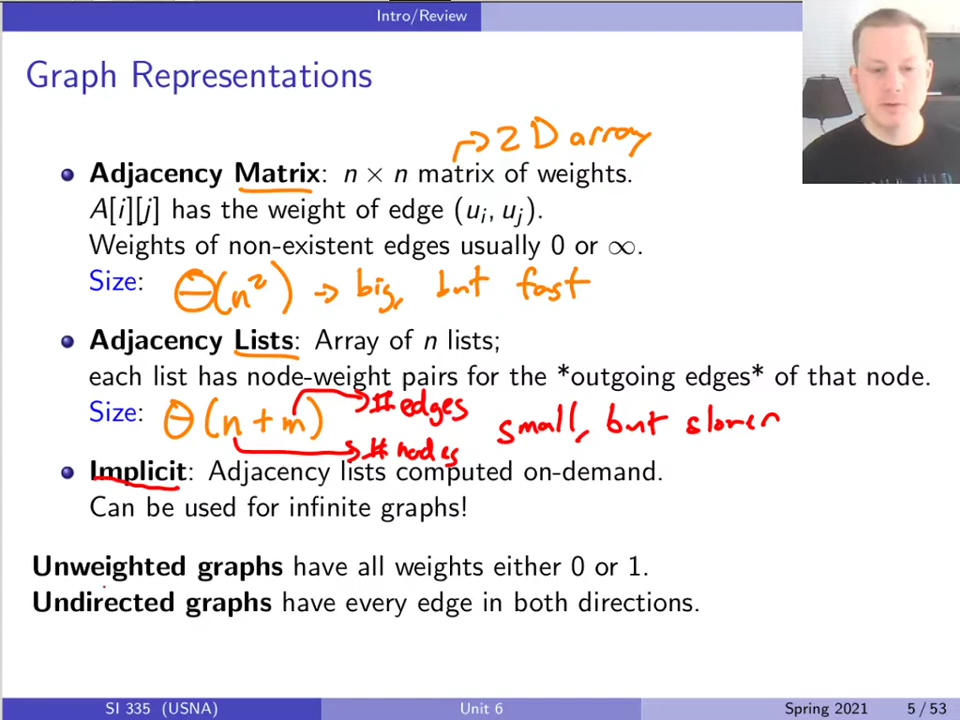 Intro/Review
Graph Representations
→ 2D array
Adjacency Matrix: n × n matrix of weights.
A[i][j] has the weight of edge (uᵢ, uⱼ).
Weights of non-existent edges usually 0 or ∞.
Size: Θ(n²) → big, but fast
Adjacency Lists: Array of n lists;
each list has node-weight pairs for the *outgoing edges* of that node.
Size: Θ(n+m) → # edges small, but slower
→ # nodes
Implicit: Adjacency lists computed on-demand.
Can be used for infinite graphs!
Unweighted graphs have all weights either 0 or 1.
Undirected graphs have every edge in both directions.
SI 335 (USNA) Unit 6 Spring 2021 5 / 53